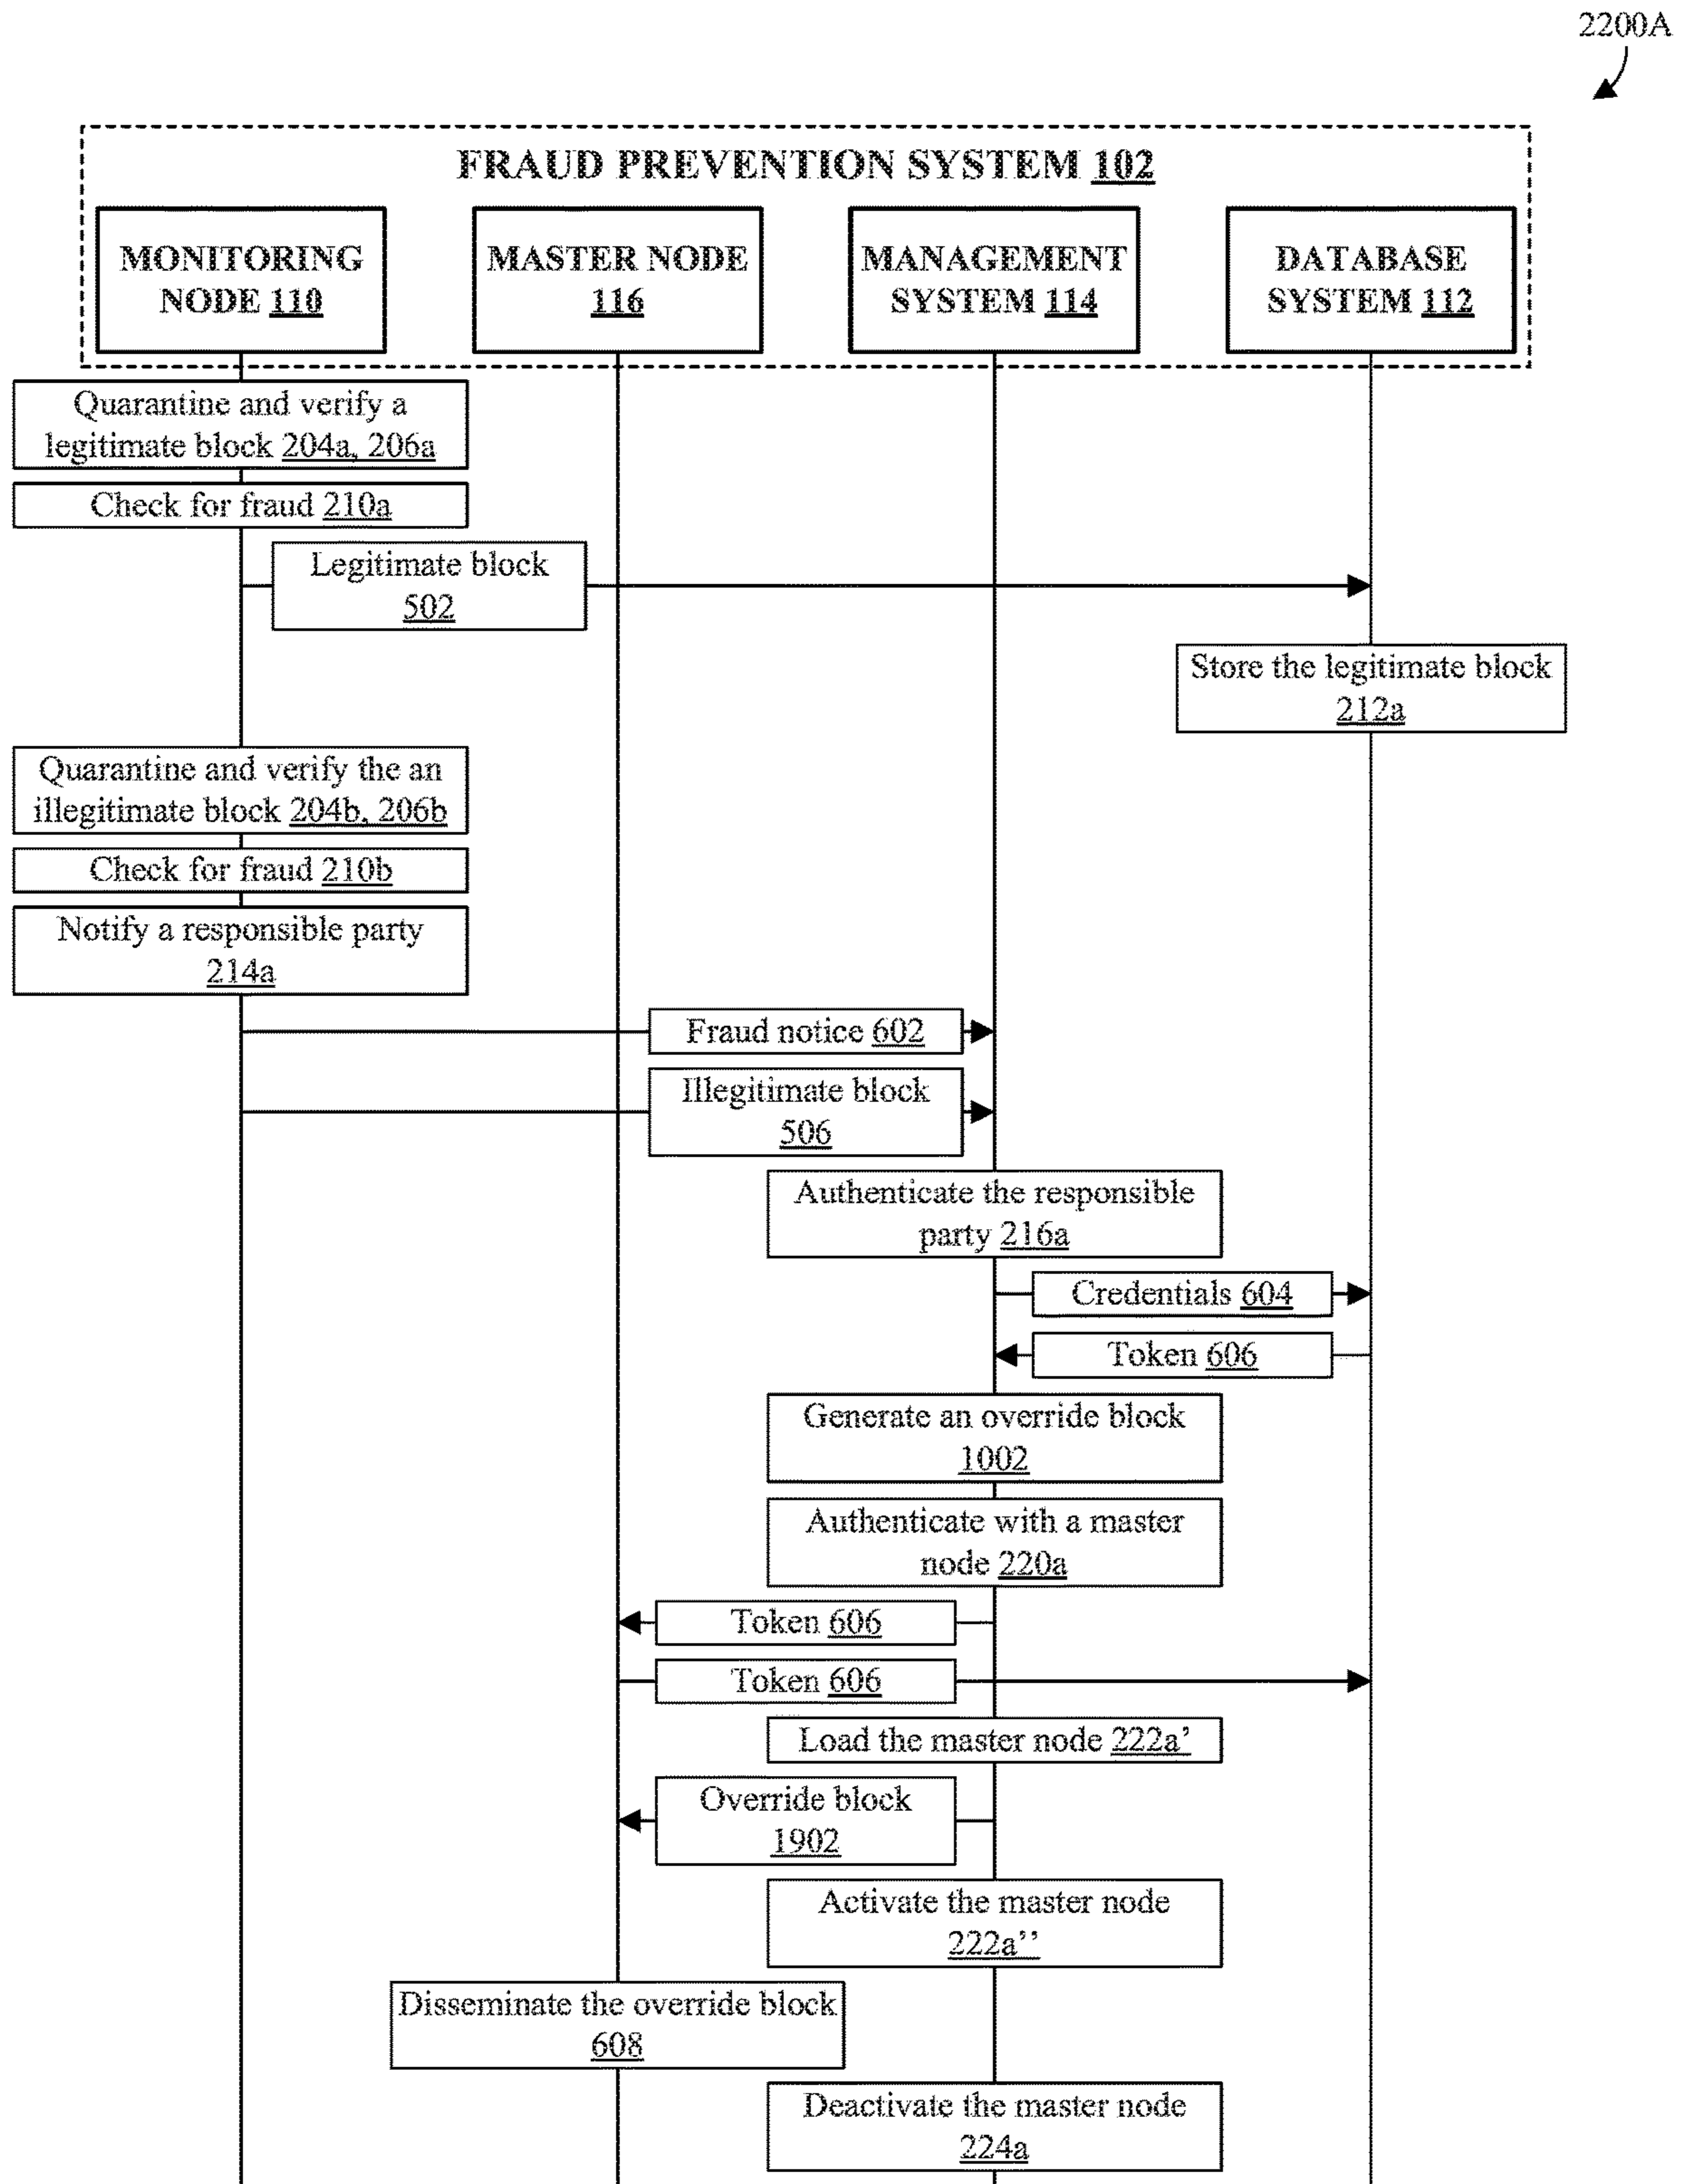 2200A
FRAUD PREVENTION SYSTEM 102
MONITORING
NODE 110
MASTER NODE
116
MANAGEMENT
SYSTEM 114
DATABASE
SYSTEM 112
Quarantine and verify a
legitimate block 204a, 206a
Check for fraud 210a
Legitimate block
502
Store the legitimate block
212a
Quarantine and verify the an
illegitimate block 204b, 206b
Check for fraud 210b
Notify a responsible party
214a
Fraud notice 602
Illegitimate block
506
Authenticate the responsible
party 216a
Credentials 604
Token 606
Generate an override block
1002
Authenticate with a master
node 220a
Token 606
Token 606
Load the master node 222a’
Override block
1902
Activate the master node
222a’’
Disseminate the override block
608
Deactivate the master node
224a